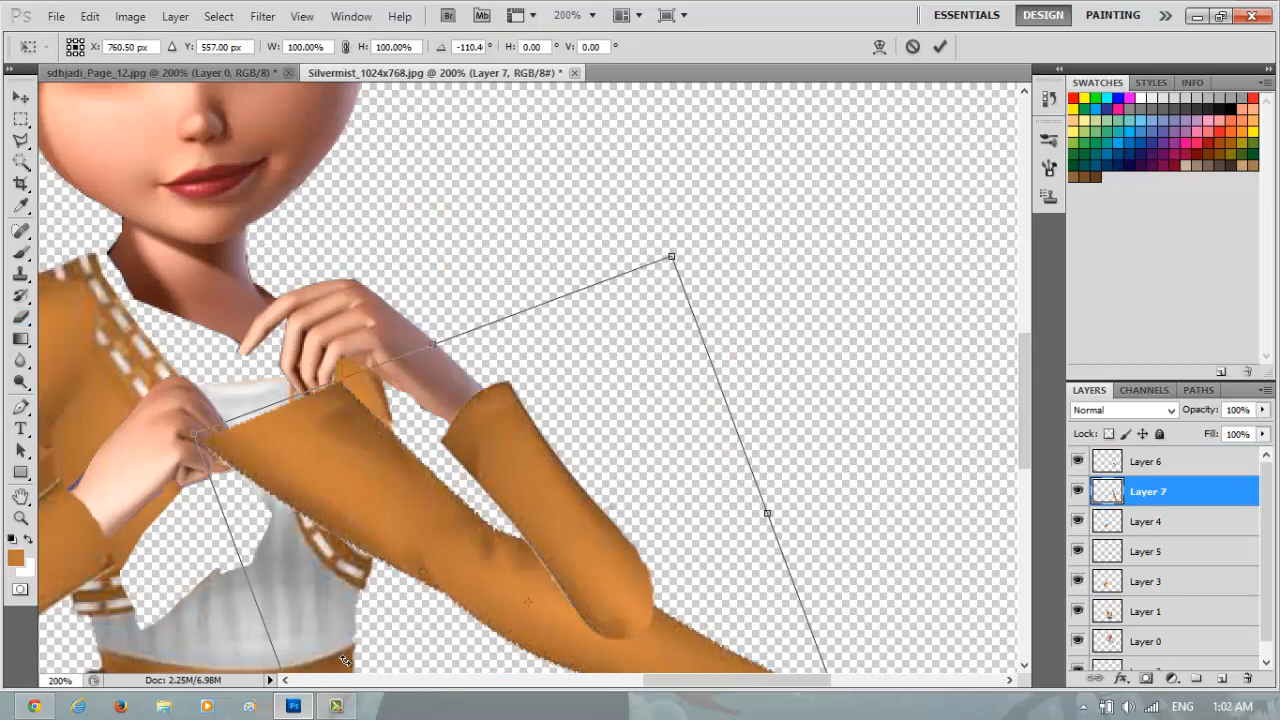 Ps File Edit Image Layer Select Filter View Window Help Br Mb 200% ESSENTIALS DESIGN PAINTING
X: 760.50 px Y: 557.00 px W: 100.00% H: 100.00% -110.4 ° H: 0.00 ° V: 0.00 °
sdhjadi_Page_12.jpg @ 200% (Layer 0, RGB/8) * Silvermist_1024x768.jpg @ 200% (Layer 7, RGB/8#) *
SWATCHES STYLES INFO
LAYERS CHANNELS PATHS
Normal Opacity: 100%
Lock: Fill: 100%
Layer 6
Layer 7
Layer 4
Layer 5
Layer 3
Layer 1
Layer 0
200% Doc: 2.25M/6.98M
Ps ENG 1:02 AM